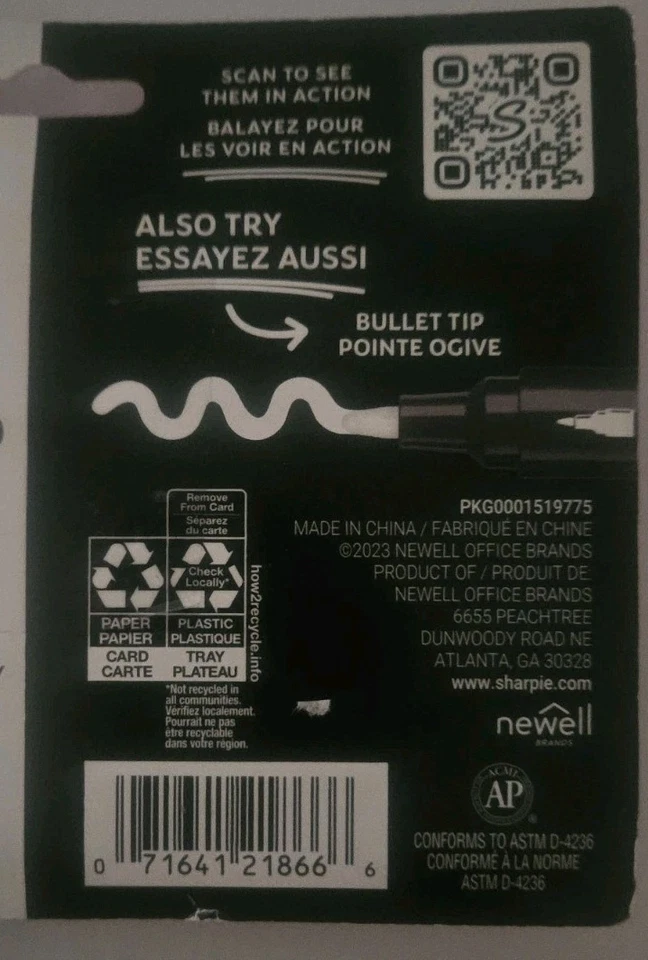 SCAN TO SEE
THEM IN ACTION
BALAYEZ POUR
LES VOIR EN ACTION
S
ALSO TRY
ESSAYEZ AUSSI
BULLET TIP
POINTE OGIVE
Remove
From Card
Séparez
du carte
Check
Locally*
PAPER
PAPIER
PLASTIC
PLASTIQUE
CARD
CARTE
TRAY
PLATEAU
how2recycle.info
*Not recycled in
all communities.
Vérifiez localement.
Pourrait ne pas
être recyclable
dans votre région.
PKG0001519775
MADE IN CHINA / FABRIQUÉ EN CHINE
©2023 NEWELL OFFICE BRANDS
PRODUCT OF / PRODUIT DE
NEWELL OFFICE BRANDS
6655 PEACHTREE
DUNWOODY ROAD NE
ATLANTA, GA 30328
www.sharpie.com
newell
BRANDS
ACMI
AP
®
CONFORMS TO ASTM D-4236
CONFORMÉ À LA NORME
ASTM D-4236
0 71641 21866 6